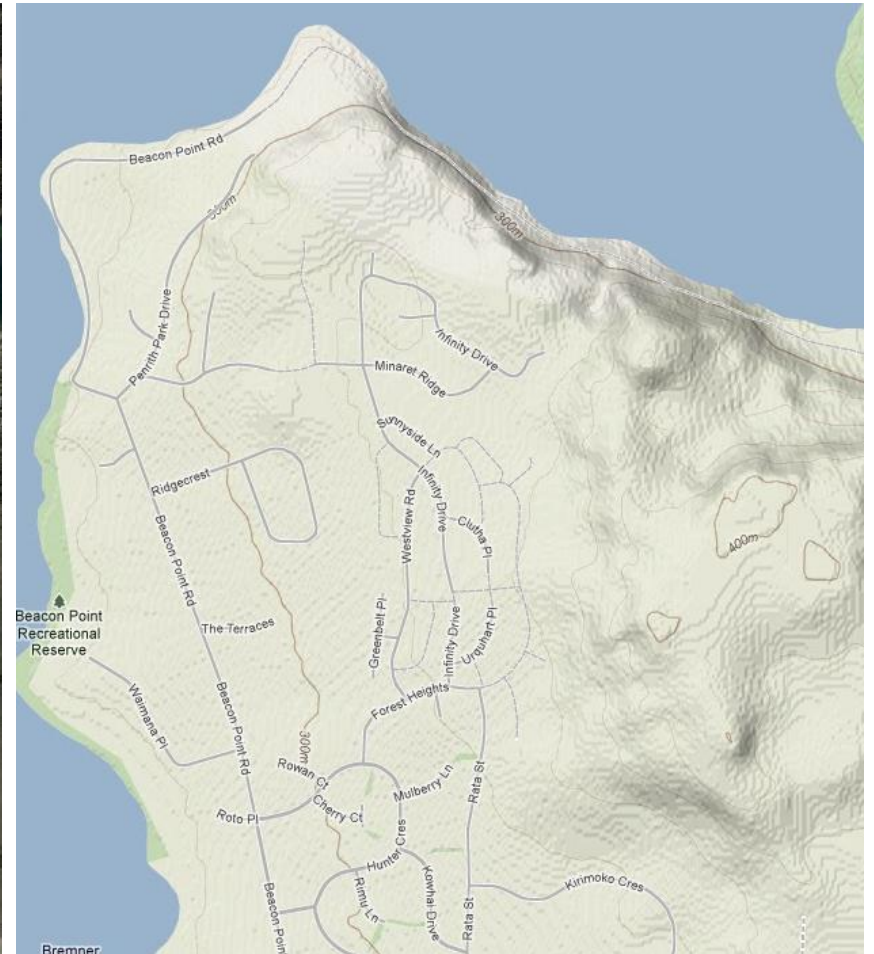 Beacon Point Rd
300m
300m
Penrith Park Drive
Infinity Drive
Minaret Ridge
Sunnyside Ln
Infinity Drive
Ridgecrest
Westview Rd
Clutha Pl
400m
Beacon Point Rd
Beacon Point
Recreational
Reserve
The Terraces
Greenbelt Pl
Infinity Drive
Urquhart Pl
Waimana Pl
Beacon Point Rd
Forest Heights
300m
Rowan Ct
Mulberry Ln
Rata St
Roto Pl
Cherry Ct
Hunter Cres
Kirimoko Cres
Rimu Ln
Kowhai Drive
Rata St
Beacon Poin
Bremner